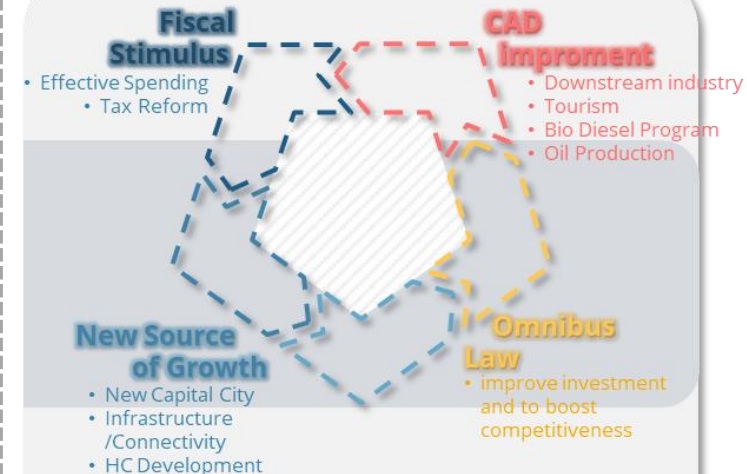 Fiscal
Stimulus
• Effective Spending
• Tax Reform
CAD
Improment
• Downstream industry
• Tourism
• Bio Diesel Program
• Oil Production
New Source
of Growth
• New Capital City
• Infrastructure
/Connectivity
• HC Development
Omnibus
Law
• improve investment
and to boost
competitiveness